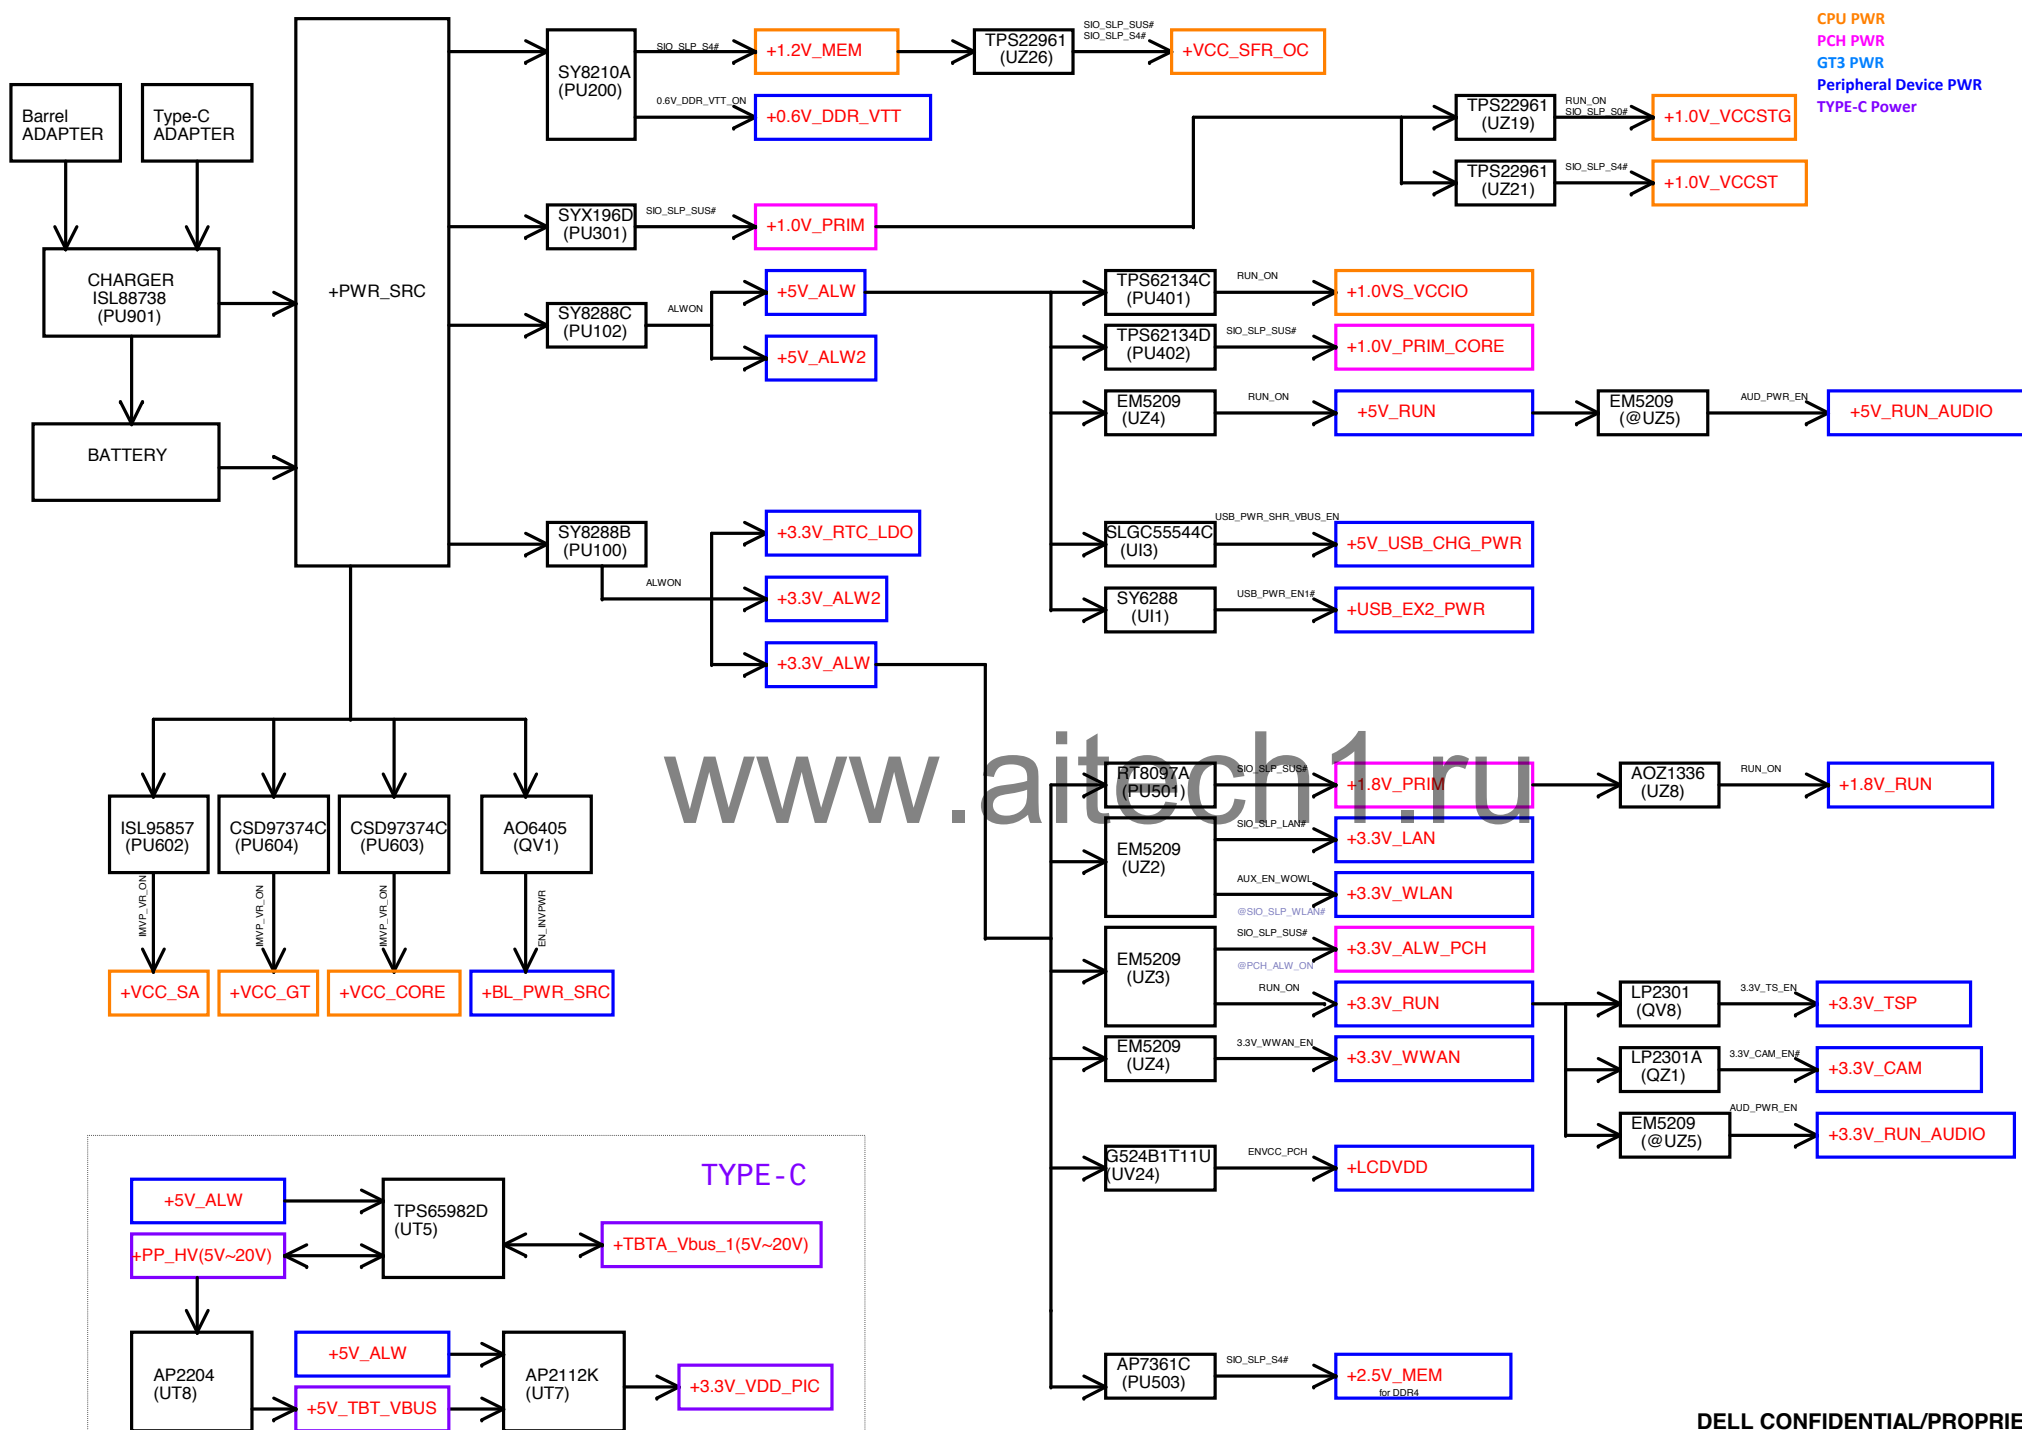 CPU PWR
PCH PWR
GT3 PWR
Peripheral Device PWR
TYPE-C Power
Barrel
ADAPTER
Type-C
ADAPTER
CHARGER
ISL88738
(PU901)
BATTERY
+PWR_SRC
SY8210A
(PU200)
SIO_SLP_S4#
+1.2V_MEM
TPS22961
(UZ26)
SIO_SLP_SUS#
SIO_SLP_S4#
+VCC_SFR_OC
0.6V_DDR_VTT_ON
+0.6V_DDR_VTT
TPS22961
(UZ19)
RUN_ON
SIO_SLP_S0#
+1.0V_VCCSTG
TPS22961
(UZ21)
SIO_SLP_S4#
+1.0V_VCCST
SYX196D
(PU301)
SIO_SLP_SUS#
+1.0V_PRIM
SY8288C
(PU102)
ALWON
+5V_ALW
+5V_ALW2
TPS62134C
(PU401)
RUN_ON
+1.0VS_VCCIO
TPS62134D
(PU402)
SIO_SLP_SUS#
+1.0V_PRIM_CORE
EM5209
(UZ4)
RUN_ON
+5V_RUN
EM5209
(@UZ5)
AUD_PWR_EN
+5V_RUN_AUDIO
SLGC55544C
(UI3)
USB_PWR_SHR_VBUS_EN
+5V_USB_CHG_PWR
SY6288
(UI1)
USB_PWR_EN1#
+USB_EX2_PWR
SY8288B
(PU100)
ALWON
+3.3V_RTC_LDO
+3.3V_ALW2
+3.3V_ALW
www.aitech1.ru
RT8097A
(PU501)
SIO_SLP_SUS#
+1.8V_PRIM
AOZ1336
(UZ8)
RUN_ON
+1.8V_RUN
EM5209
(UZ2)
SIO_SLP_LAN#
+3.3V_LAN
AUX_EN_WOWL
+3.3V_WLAN
@SIO_SLP_WLAN#
EM5209
(UZ3)
SIO_SLP_SUS#
+3.3V_ALW_PCH
@PCH_ALW_ON
RUN_ON
+3.3V_RUN
LP2301
(QV8)
3.3V_TS_EN
+3.3V_TSP
EM5209
(UZ4)
3.3V_WWAN_EN
+3.3V_WWAN
LP2301A
(QZ1)
3.3V_CAM_EN#
+3.3V_CAM
EM5209
(@UZ5)
AUD_PWR_EN
+3.3V_RUN_AUDIO
G524B1T11U
(UV24)
ENVCC_PCH
+LCDVDD
AP7361C
(PU503)
SIO_SLP_S4#
+2.5V_MEM
for DDR4
ISL95857
(PU602)
CSD97374C
(PU604)
CSD97374C
(PU603)
AO6405
(QV1)
IMVP_VR_ON
IMVP_VR_ON
IMVP_VR_ON
EN_INVPWR
+VCC_SA
+VCC_GT
+VCC_CORE
+BL_PWR_SRC
TYPE-C
+5V_ALW
+PP_HV(5V~20V)
TPS65982D
(UT5)
+TBTA_Vbus_1(5V~20V)
AP2204
(UT8)
+5V_ALW
+5V_TBT_VBUS
AP2112K
(UT7)
+3.3V_VDD_PIC
DELL CONFIDENTIAL/PROPRIE